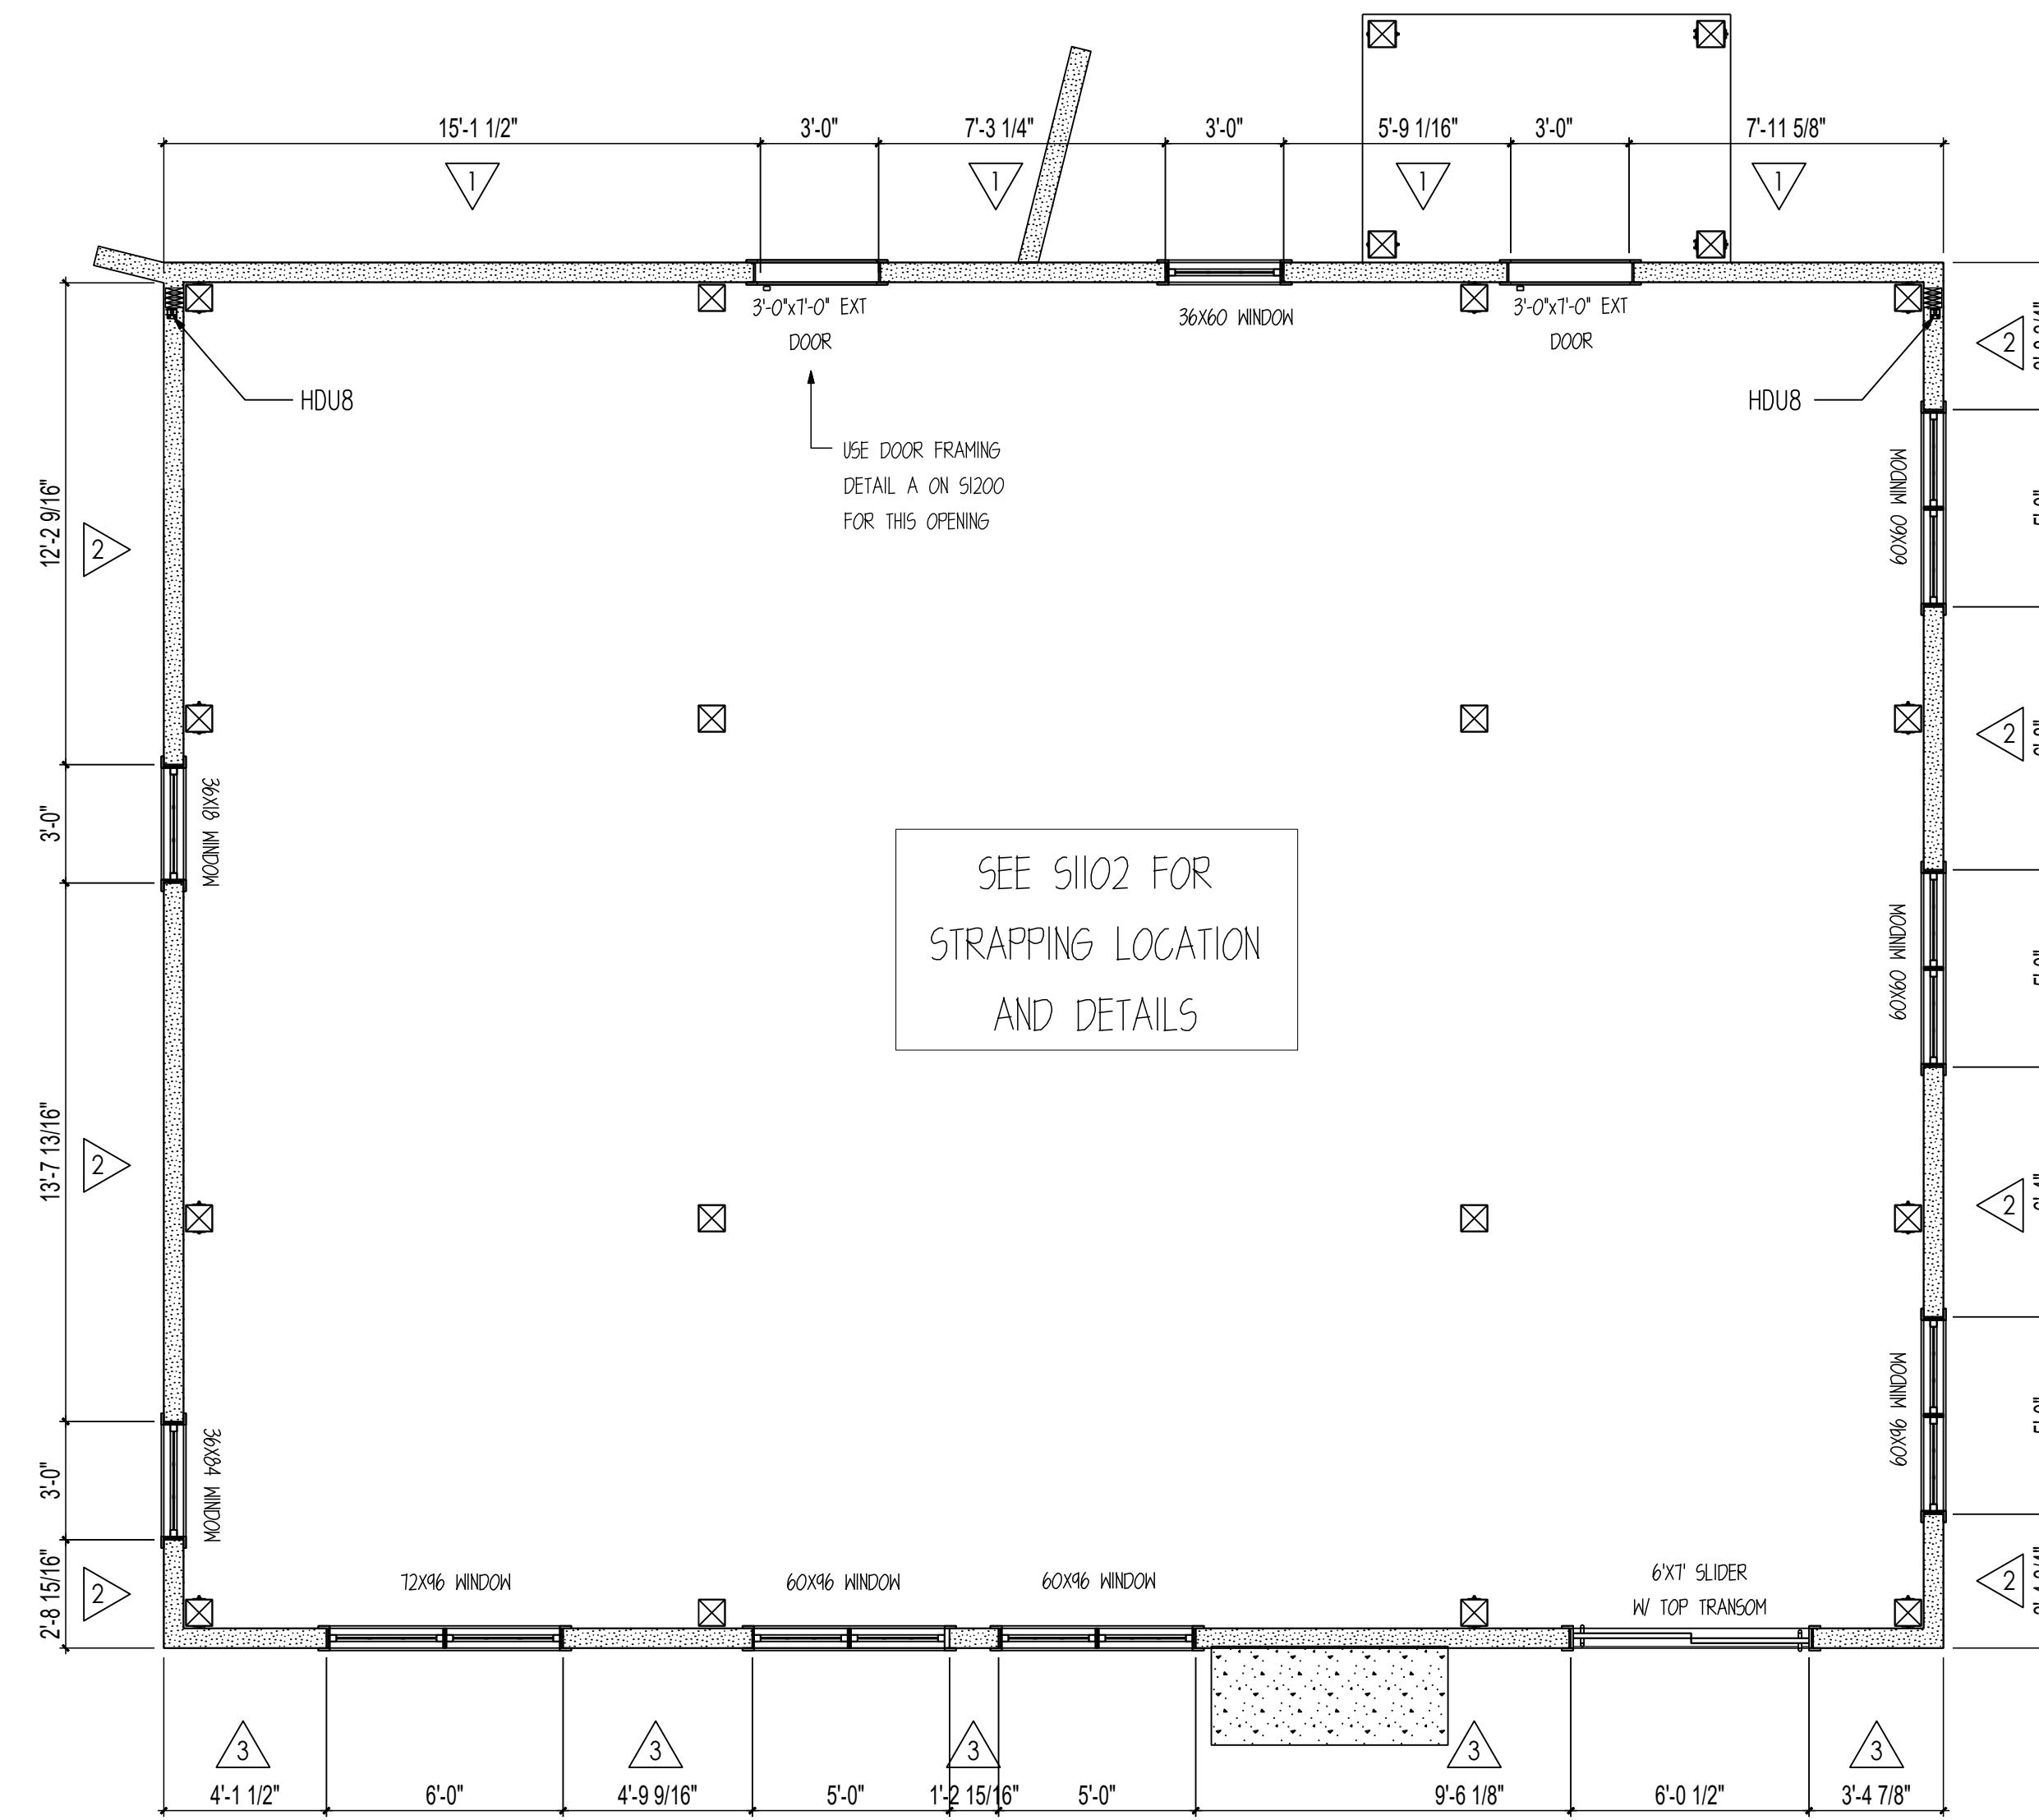 15'-1 1/2" 3'-0" 7'-3 1/4" 3'-0" 5'-9 1/16" 3'-0" 7'-11 5/8"
1 1 1 1
3'-0"x7'-0" EXT
DOOR
36X60 WINDOW
3'-0"x7'-0" EXT
DOOR
HDU8
HDU8
USE DOOR FRAMING
DETAIL A ON S1200
FOR THIS OPENING
12'-2 9/16"
2
3'-0"
36X18 WINDOW
13'-7 13/16"
2
3'-0"
36X84 WINDOW
2'-8 15/16"
2
SEE S1102 FOR
STRAPPING LOCATION
AND DETAILS
2
60X60 WINDOW
2
60X60 WINDOW
2
60X96 WINDOW
2
72X96 WINDOW
60X96 WINDOW
60X96 WINDOW
6'X7' SLIDER
W/ TOP TRANSOM
3 3 3 3 3
4'-1 1/2" 6'-0" 4'-9 9/16" 5'-0" 1'-2 15/16" 5'-0" 9'-6 1/8" 6'-0 1/2" 3'-4 7/8"